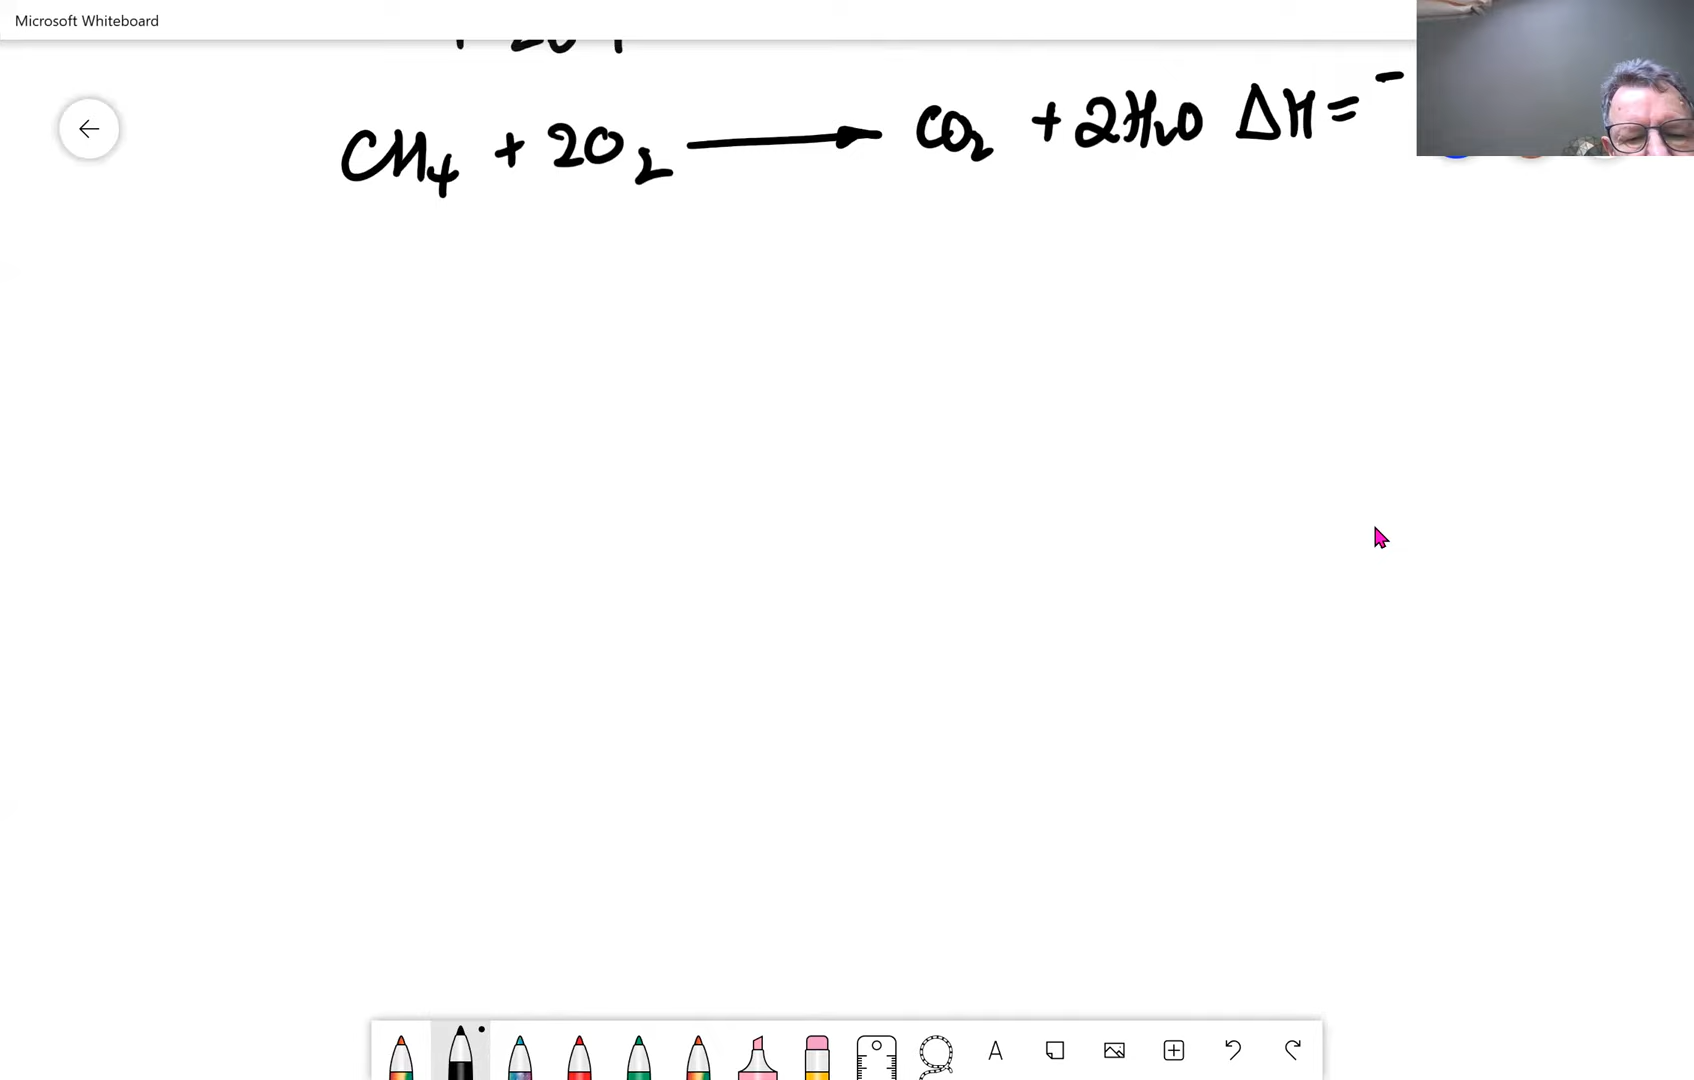 Microsoft Whiteboard
CH₄ + 2O₂ ⟶ CO₂ + 2H₂O ΔH = -
A